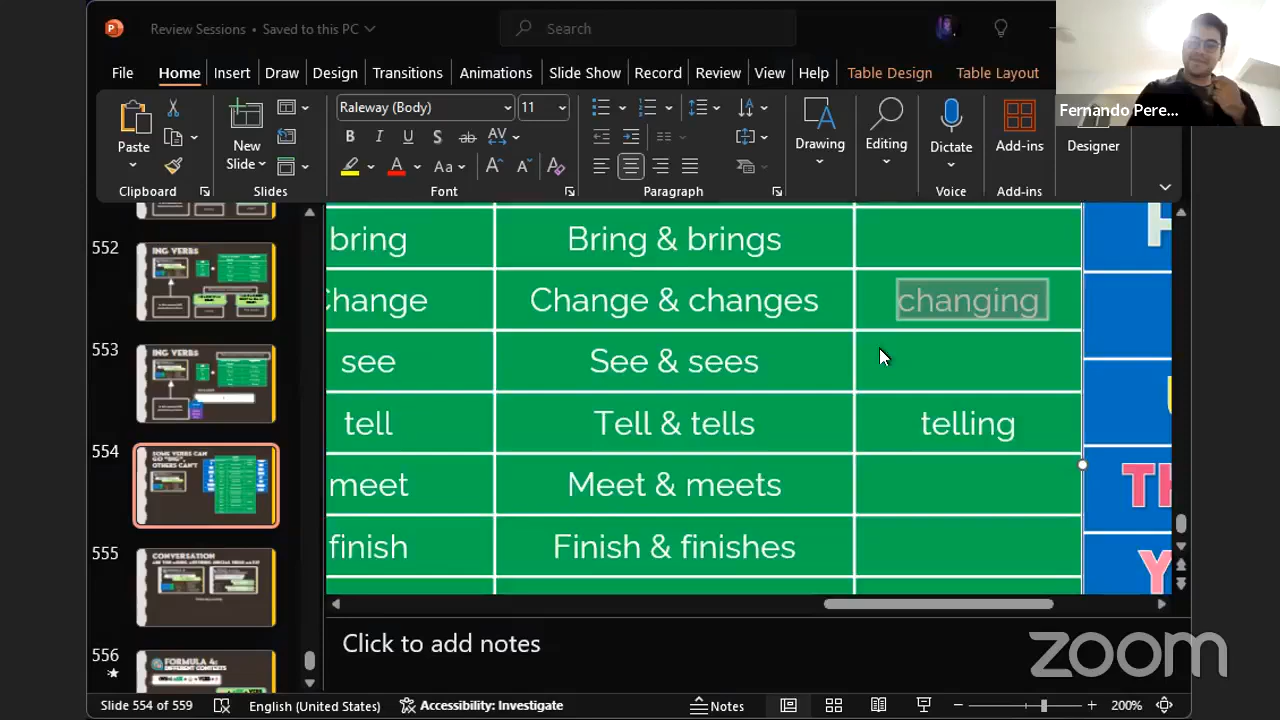 Review Sessions • Saved to this PC
Search
File Home Insert Draw Design Transitions Animations Slide Show Record Review View Help Table Design Table Layout
Fernando Pere...
Raleway (Body) 11
Paste
New Slide
Drawing
Editing
Dictate
Add-ins
Designer
Clipboard Slides Font Paragraph Voice Add-ins
552
ING VERBS
553
ING VERBS
554
SOME VERBS CAN
GO "ING",
OTHERS CAN'T
555
CONVERSATION
556
FORMULA 4:
DIFFERENT CONTEXTS
bring Bring & brings
Change Change & changes changing
see See & sees
tell Tell & tells telling
meet Meet & meets
finish Finish & finishes
Click to add notes
zoom
Slide 554 of 559 English (United States) Accessibility: Investigate Notes 200%